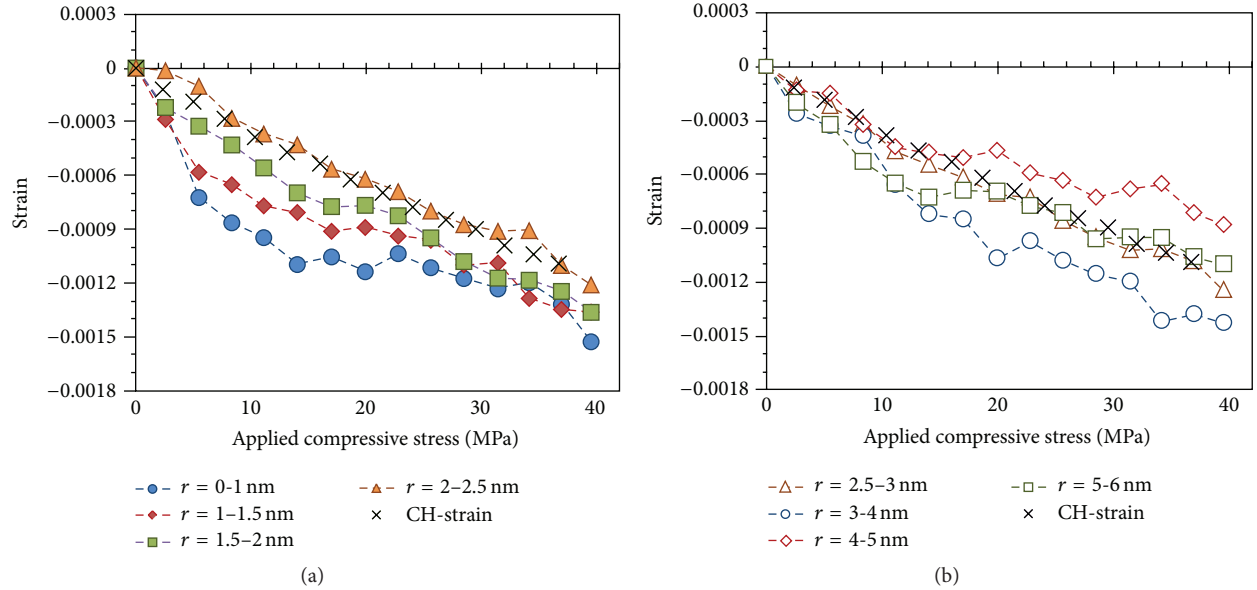 0.0003
0
−0.0003
−0.0006
−0.0009
−0.0012
−0.0015
−0.0018
Strain
0 10 20 30 40
Applied compressive stress (MPa)
r = 0-1 nm
r = 1–1.5 nm
r = 1.5–2 nm
r = 2–2.5 nm
CH-strain
(a)
0.0003
0
−0.0003
−0.0006
−0.0009
−0.0012
−0.0015
−0.0018
Strain
0 10 20 30 40
Applied compressive stress (MPa)
r = 2.5–3 nm
r = 3-4 nm
r = 4-5 nm
r = 5-6 nm
CH-strain
(b)